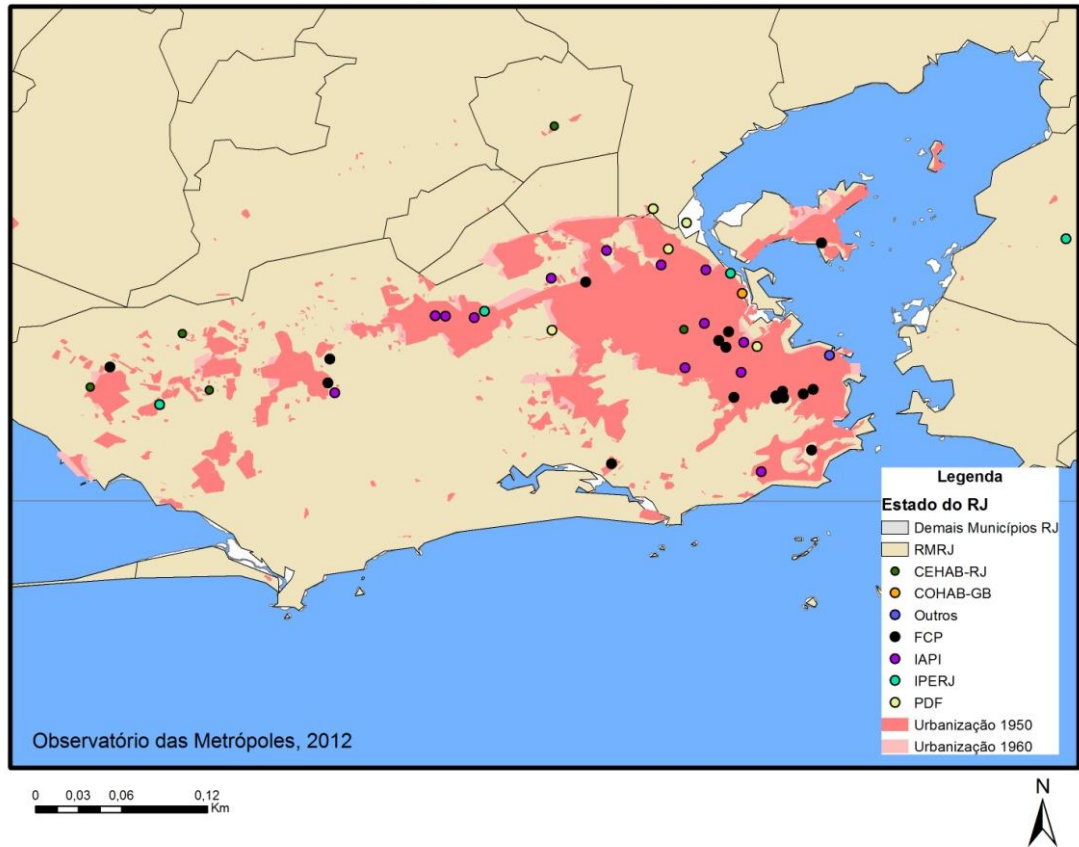 Legenda
Estado do RJ
Demais Municípios RJ
RMRJ
CEHAB-RJ
COHAB-GB
Outros
FCP
IAPI
IPERJ
PDF
Urbanização 1950
Urbanização 1960
Observatório das Metrópoles, 2012
0 0,03 0,06 0,12
Km
N